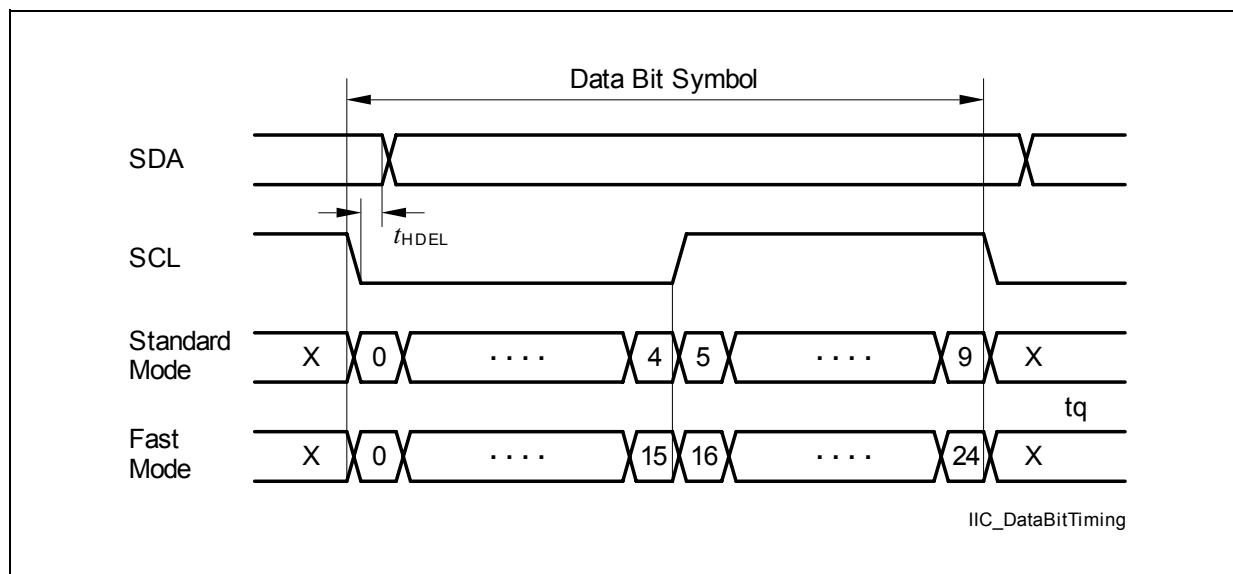 Data Bit Symbol
SDA
tHDEL
SCL
Standard
Mode
X 0 · · · · 4 5 · · · · 9 X
tq
Fast
Mode
X 0 · · · · 15 16 · · · · 24 X
IIC_DataBitTiming